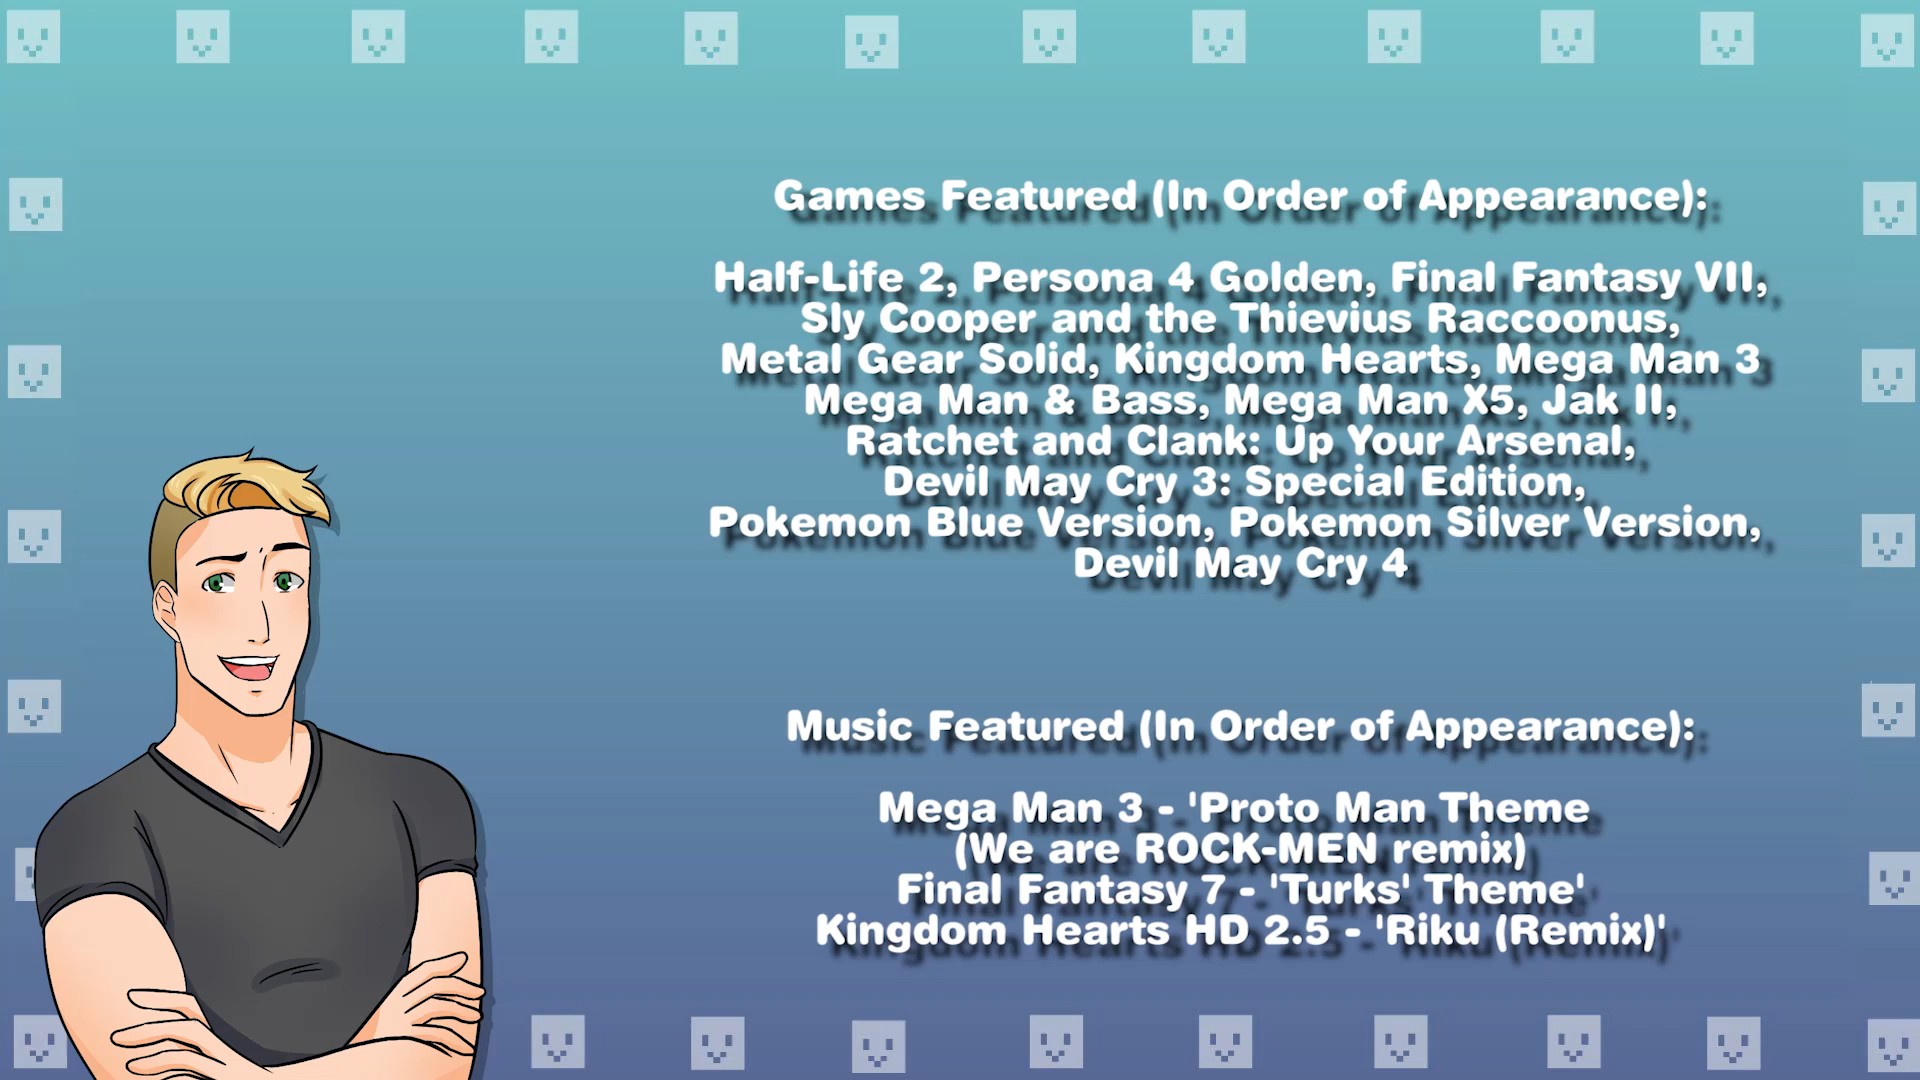 Games Featured (In Order of Appearance):
Half-Life 2, Persona 4 Golden, Final Fantasy VII,
Sly Cooper and the Thievius Raccoonus,
Metal Gear Solid, Kingdom Hearts, Mega Man 3
Mega Man & Bass, Mega Man X5, Jak II,
Ratchet and Clank: Up Your Arsenal,
Devil May Cry 3: Special Edition,
Pokemon Blue Version, Pokemon Silver Version,
Devil May Cry 4
Music Featured (In Order of Appearance):
Mega Man 3 - 'Proto Man Theme
(We are ROCK-MEN remix)
Final Fantasy 7 - 'Turks' Theme'
Kingdom Hearts HD 2.5 - 'Riku (Remix)'